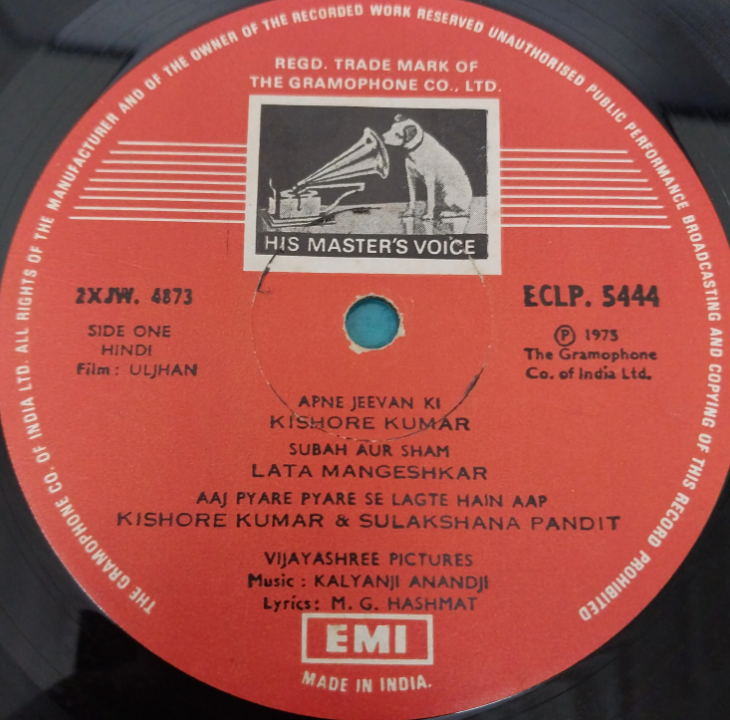 THE GRAMOPHONE CO. OF INDIA LTD. ALL RIGHTS OF THE MANUFACTURER AND OF THE OWNER OF THE RECORDED WORK RESERVED UNAUTHORISED PUBLIC PERFORMANCE BROADCASTING AND COPYING OF THIS RECORD PROHIBITED
REGD. TRADE MARK OF
THE GRAMOPHONE CO., LTD.
HIS MASTER'S VOICE
2XJW. 4873
SIDE ONE
HINDI
Film: ULJHAN
ECLP. 5444
Ⓟ 1975
The Gramophone
Co. of India Ltd.
APNE JEEVAN KI
KISHORE KUMAR
SUBAH AUR SHAM
LATA MANGESHKAR
AAJ PYARE PYARE SE LAGTE HAIN AAP
KISHORE KUMAR & SULAKSHANA PANDIT
VIJAYASHREE PICTURES
Music: KALYANJI ANANDJI
Lyrics: M. G. HASHMAT
EMI
MADE IN INDIA.